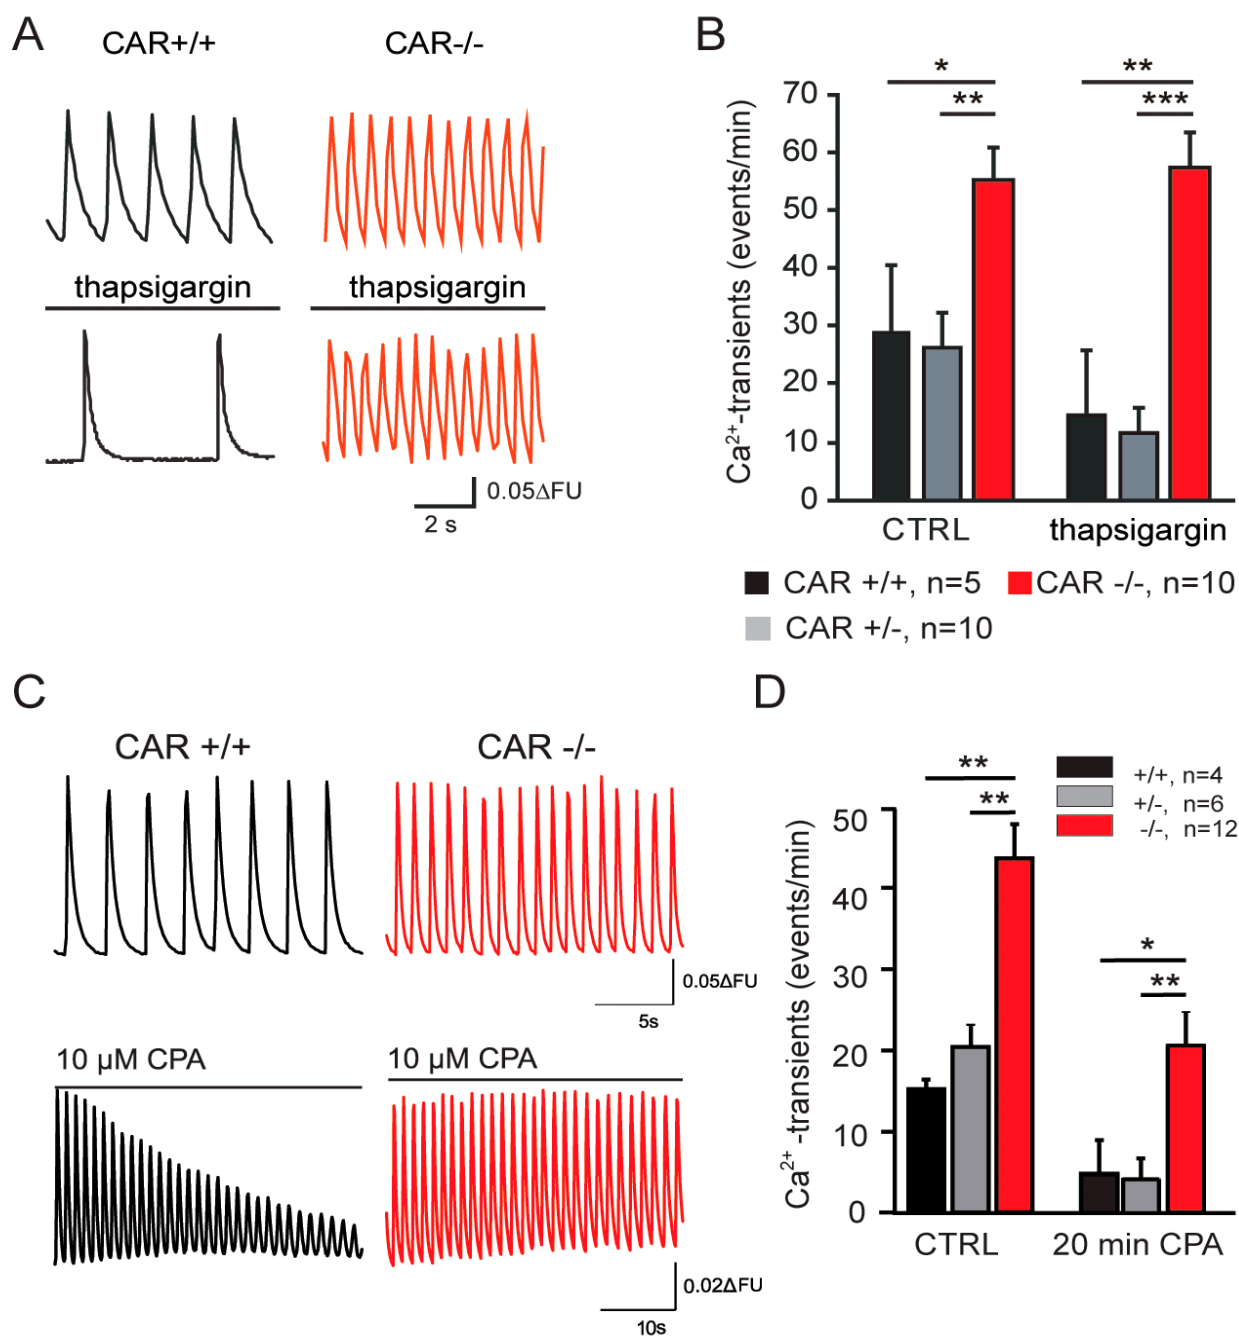 A
CAR+/+
CAR-/-
thapsigargin
thapsigargin
0.05ΔFU
2 s
B
Ca²⁺-transients (events/min)
70
60
50
40
30
20
10
0
*
**
**
***
CTRL
thapsigargin
CAR +/+, n=5
CAR -/-, n=10
CAR +/-, n=10
C
CAR +/+
CAR -/-
0.05ΔFU
5s
10 µM CPA
10 µM CPA
0.02ΔFU
10s
D
Ca²⁺-transients (events/min)
50
40
30
20
10
0
**
**
*
**
+/+, n=4
+/-, n=6
-/-, n=12
CTRL
20 min CPA